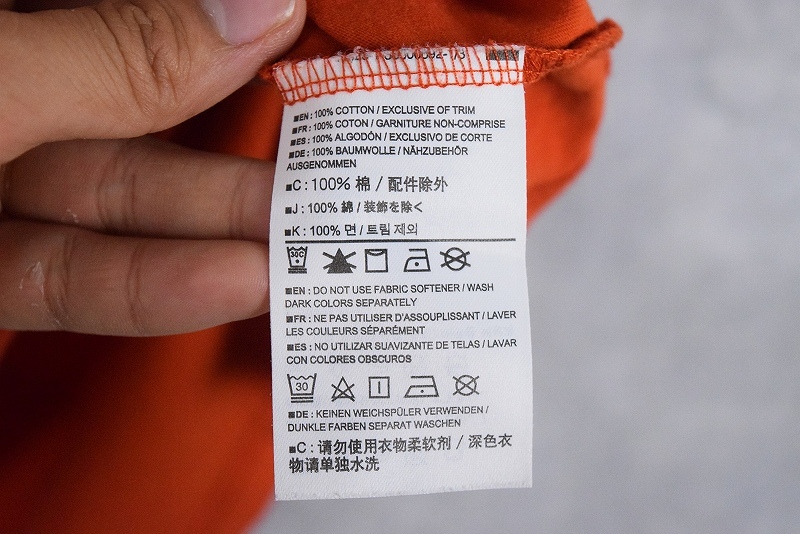 ■EN: 100% COTTON / EXCLUSIVE OF TRIM
■FR: 100% COTON / GARNITURE NON-COMPRISE
■ES: 100% ALGODÓN / EXCLUSIVO DE CORTE
■DE: 100% BAUMWOLLE / NÄHZUBEHÖR
AUSGENOMMEN
■C : 100% 棉 / 配件除外
■J : 100% 綿 / 装飾を除く
■K : 100% 면 / 트림 제외
30C
■EN : DO NOT USE FABRIC SOFTENER / WASH
DARK COLORS SEPARATELY
■FR : NE PAS UTILISER D'ASSOUPLISSANT / LAVER
LES COULEURS SÉPARÉMENT
■ES : NO UTILIZAR SUAVIZANTE DE TELAS / LAVAR
CON COLORES OBSCUROS
30
■DE : KEINEN WEICHSPÜLER VERWENDEN /
DUNKLE FARBEN SEPARAT WASCHEN
■C : 请勿使用衣物柔软剂 / 深色衣
物请单独水洗